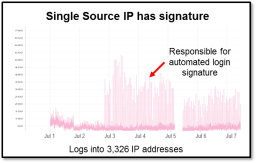 Single Source IP has signature
Responsible for
automated login
signature
Jul 1 Jul 2 Jul 3 Jul 4 Jul 5 Jul 6 Jul 7
Logs into 3,326 IP addresses